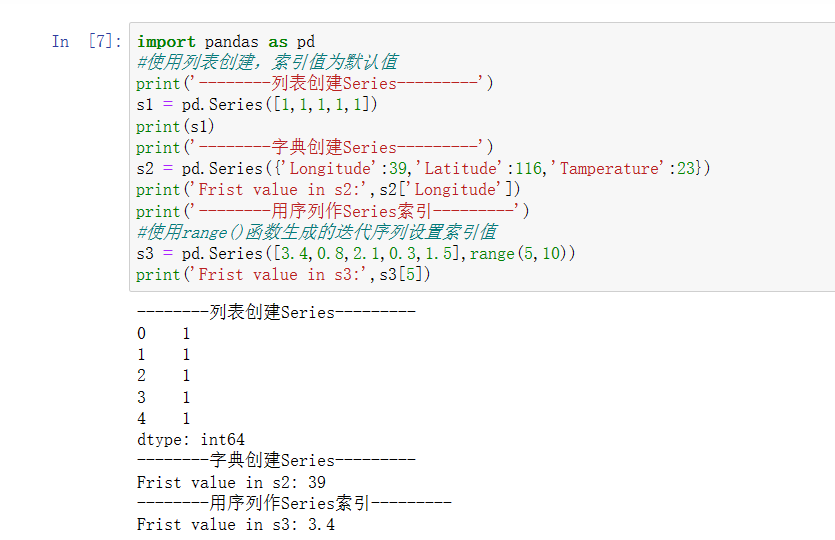 In [7]:
import pandas as pd
#使用列表创建，索引值为默认值
print('--------列表创建Series---------')
s1 = pd.Series([1,1,1,1,1])
print(s1)
print('--------字典创建Series---------')
s2 = pd.Series({'Longitude':39,'Latitude':116,'Tamperature':23})
print('Frist value in s2:',s2['Longitude'])
print('--------用序列作Series索引---------')
#使用range()函数生成的迭代序列设置索引值
s3 = pd.Series([3.4,0.8,2.1,0.3,1.5],range(5,10))
print('Frist value in s3:',s3[5])
--------列表创建Series---------
0    1
1    1
2    1
3    1
4    1
dtype: int64
--------字典创建Series---------
Frist value in s2: 39
--------用序列作Series索引---------
Frist value in s3: 3.4